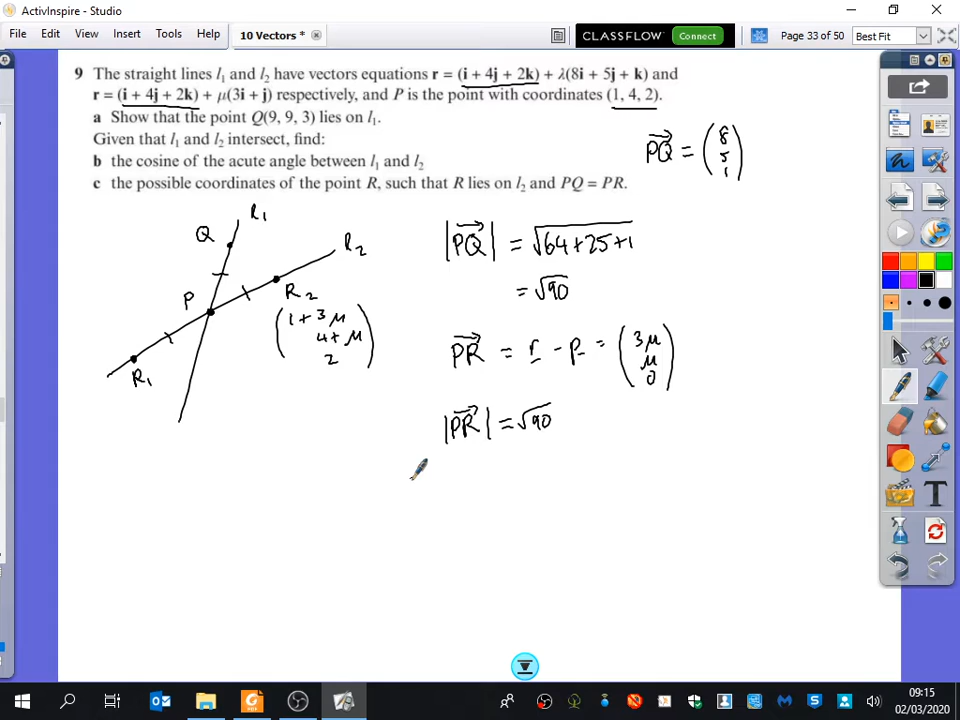 ActivInspire - Studio
File Edit View Insert Tools Help 10 Vectors * CLASSFLOW Connect Page 33 of 50 Best Fit
9 The straight lines l₁ and l₂ have vectors equations r = (i + 4j + 2k) + λ(8i + 5j + k) and
r = (i + 4j + 2k) + μ(3i + j) respectively, and P is the point with coordinates (1, 4, 2).
a Show that the point Q(9, 9, 3) lies on l₁.
Given that l₁ and l₂ intersect, find:
b the cosine of the acute angle between l₁ and l₂
c the possible coordinates of the point R, such that R lies on l₂ and PQ = PR.
PQ = (8
5
1)
R₁
Q
R₂
P
R₂
(1 + 3μ
4 + μ
2)
R₁
|PQ| = √64+25+1
= √90
PR = r - p = (3μ
μ
0)
|PR| = √90
09:15
02/03/2020